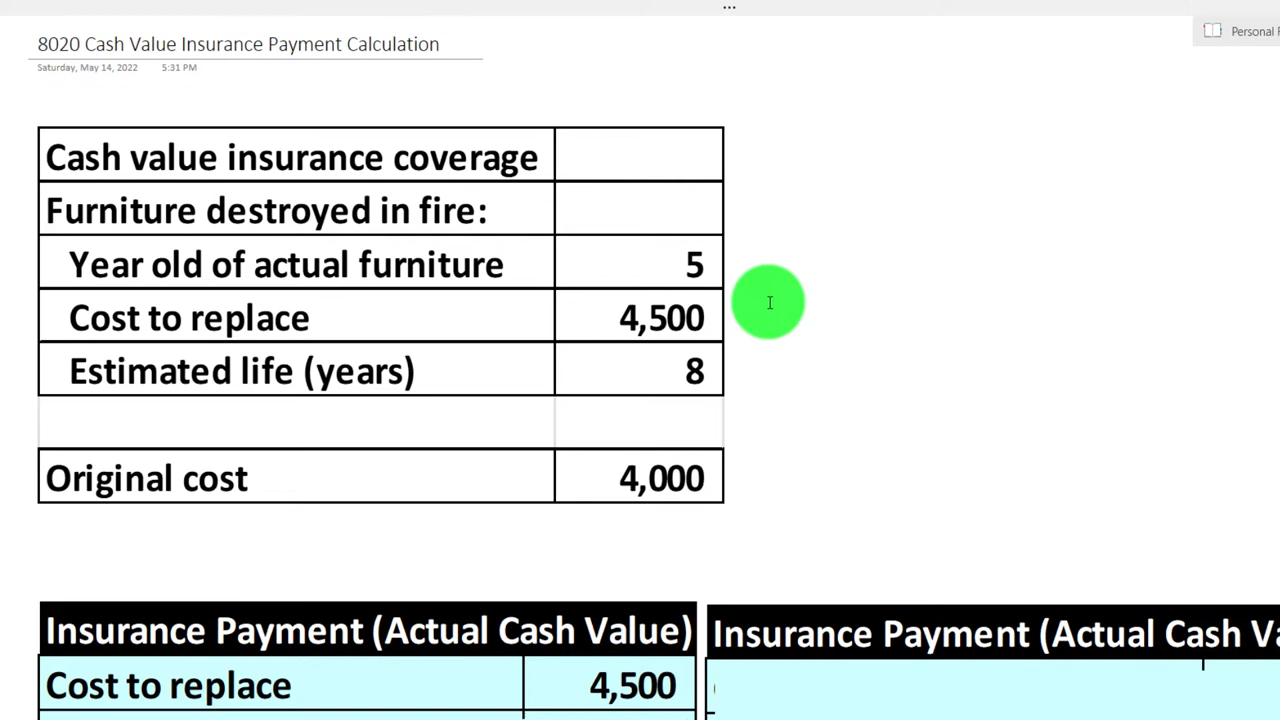 ...
8020 Cash Value Insurance Payment Calculation
Saturday, May 14, 2022 5:31 PM
Personal
Cash value insurance coverage
Furniture destroyed in fire:
Year old of actual furniture 5
Cost to replace 4,500
Estimated life (years) 8
Original cost 4,000
Insurance Payment (Actual Cash Value) Insurance Payment (Actual Cash Va
Cost to replace 4,500